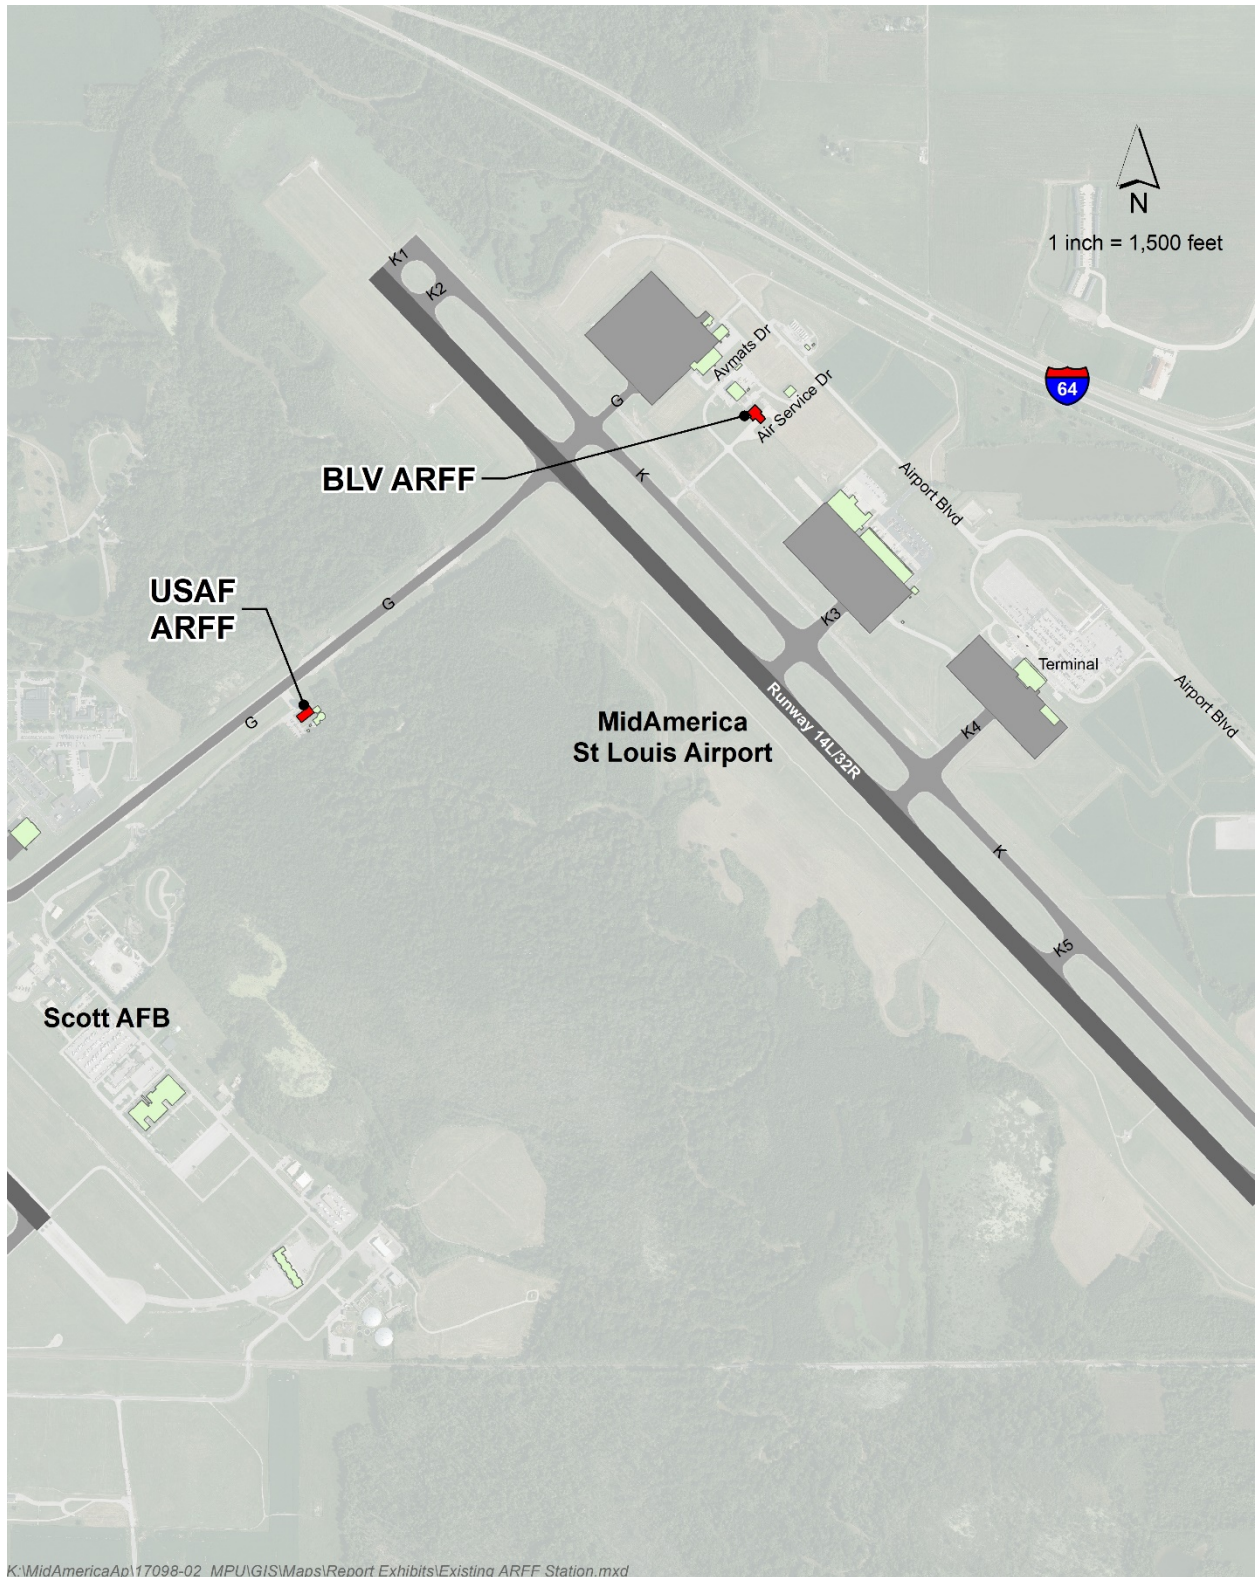 N
1 inch = 1,500 feet
K1
K2
Avmats Dr
64
G
Air Service Dr
BLV ARFF
K
Airport Blvd
USAF
ARFF
G
K3
Terminal
Airport Blvd
G
Runway 14L/32R
MidAmerica
St Louis Airport
K4
K
K5
Scott AFB
K:\MidAmericaAp\17098-02_MPU\GIS\Maps\Report Exhibits\Existing ARFF Station.mxd